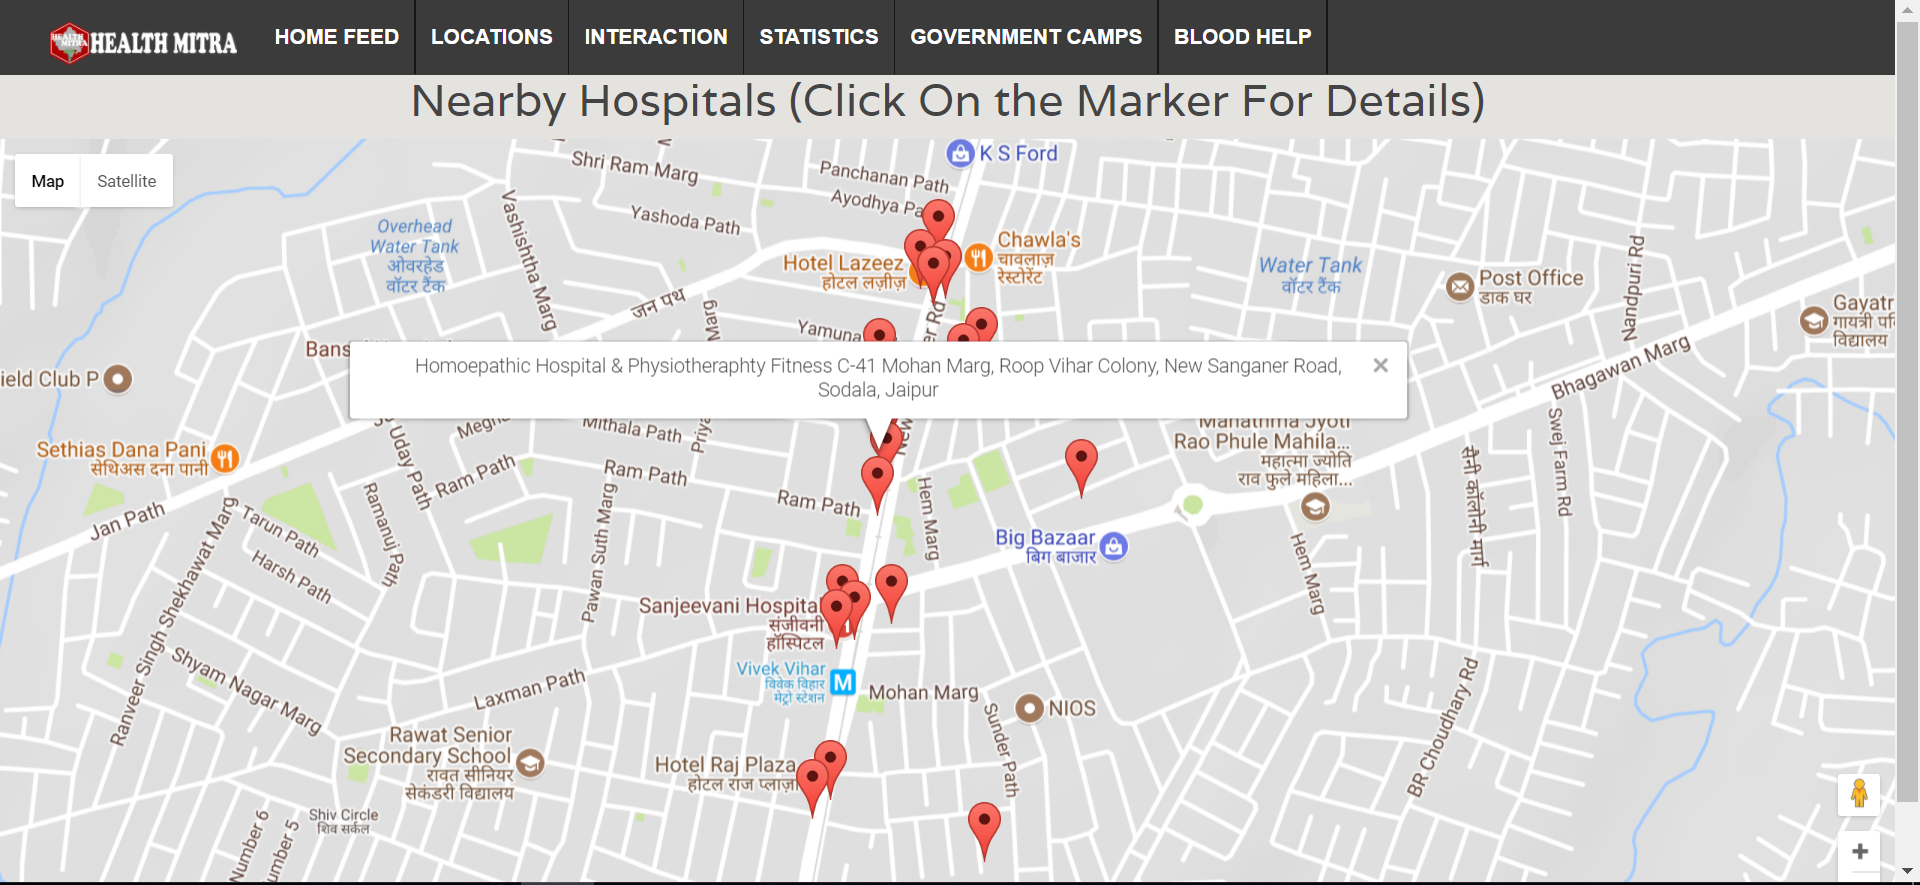 HEALTH MITRA
HEALTH MITRA
HOME FEED
LOCATIONS
INTERACTION
STATISTICS
GOVERNMENT CAMPS
BLOOD HELP
Nearby Hospitals (Click On the Marker For Details)
Map
Satellite
K S Ford
Shri Ram Marg
Panchanan Path
Ayodhya Pa
Yashoda Path
Vashishtha Marg
Overhead
Water Tank
ओवरहेड
वॉटर टैंक
Chawla's
चावलाज़
रेस्टोरेंट
Hotel Lazeez
होटल लज़ीज़
Water Tank
वॉटर टैंक
Post Office
डाक घर
Nandpuri Rd
Gayatr
गायत्री
विद्यालय
जन पथ
Marg
Yamuna
er Rd
Bans
ield Club P
Homoepathic Hospital & Physiotheraphty Fitness C-41 Mohan Marg, Roop Vihar Colony, New Sanganer Road,
Sodala, Jaipur
Bhagawan Marg
Mahathma Jyoti
Rao Phule Mahila...
महात्मा ज्योति
राव फुले महिला...
Megh
Mithala Path
Priya
New
Uday Path
Sethias Dana Pani
सेथिअस दना पानी
Ram Path
Ram Path
Ram Path
Swej Farm Rd
सैनी कॉलोनी मार्ग
Jan Path
Tarun Path
Harsh Path
Ramanuj Path
Pawan Suth Marg
Hem Marg
Big Bazaar
बिग बाजार
Hem Marg
Ranveer Singh Shekhawat Marg
Sanjeevani Hospital
संजीवनी
हॉस्पिटल
Vivek Vihar
विवेक विहार
मेट्रो स्टेशन
M
Mohan Marg
Shyam Nagar Marg
Laxman Path
Sunder Path
NIOS
BR Choudhary Rd
Rawat Senior
Secondary School
रावत सीनियर
सेकंडरी विद्यालय
Hotel Raj Plaza
होटल राज प्लाज़ा
Shiv Circle
शिव सर्कल
Number 6
umber 5